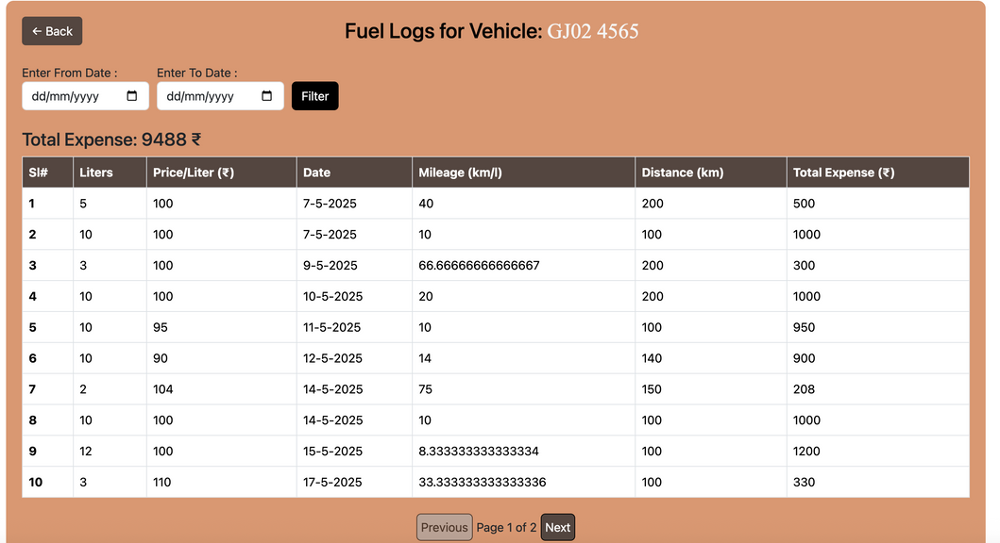 ← Back
Fuel Logs for Vehicle: GJ02 4565
Enter From Date : Enter To Date :
dd/mm/yyyy dd/mm/yyyy Filter
Total Expense: 9488 ₹
Sl# Liters Price/Liter (₹) Date Mileage (km/l) Distance (km) Total Expense (₹)
1 5 100 7-5-2025 40 200 500
2 10 100 7-5-2025 10 100 1000
3 3 100 9-5-2025 66.66666666666667 200 300
4 10 100 10-5-2025 20 200 1000
5 10 95 11-5-2025 10 100 950
6 10 90 12-5-2025 14 140 900
7 2 104 14-5-2025 75 150 208
8 10 100 14-5-2025 10 100 1000
9 12 100 15-5-2025 8.333333333333334 100 1200
10 3 110 17-5-2025 33.333333333333336 100 330
Previous Page 1 of 2 Next